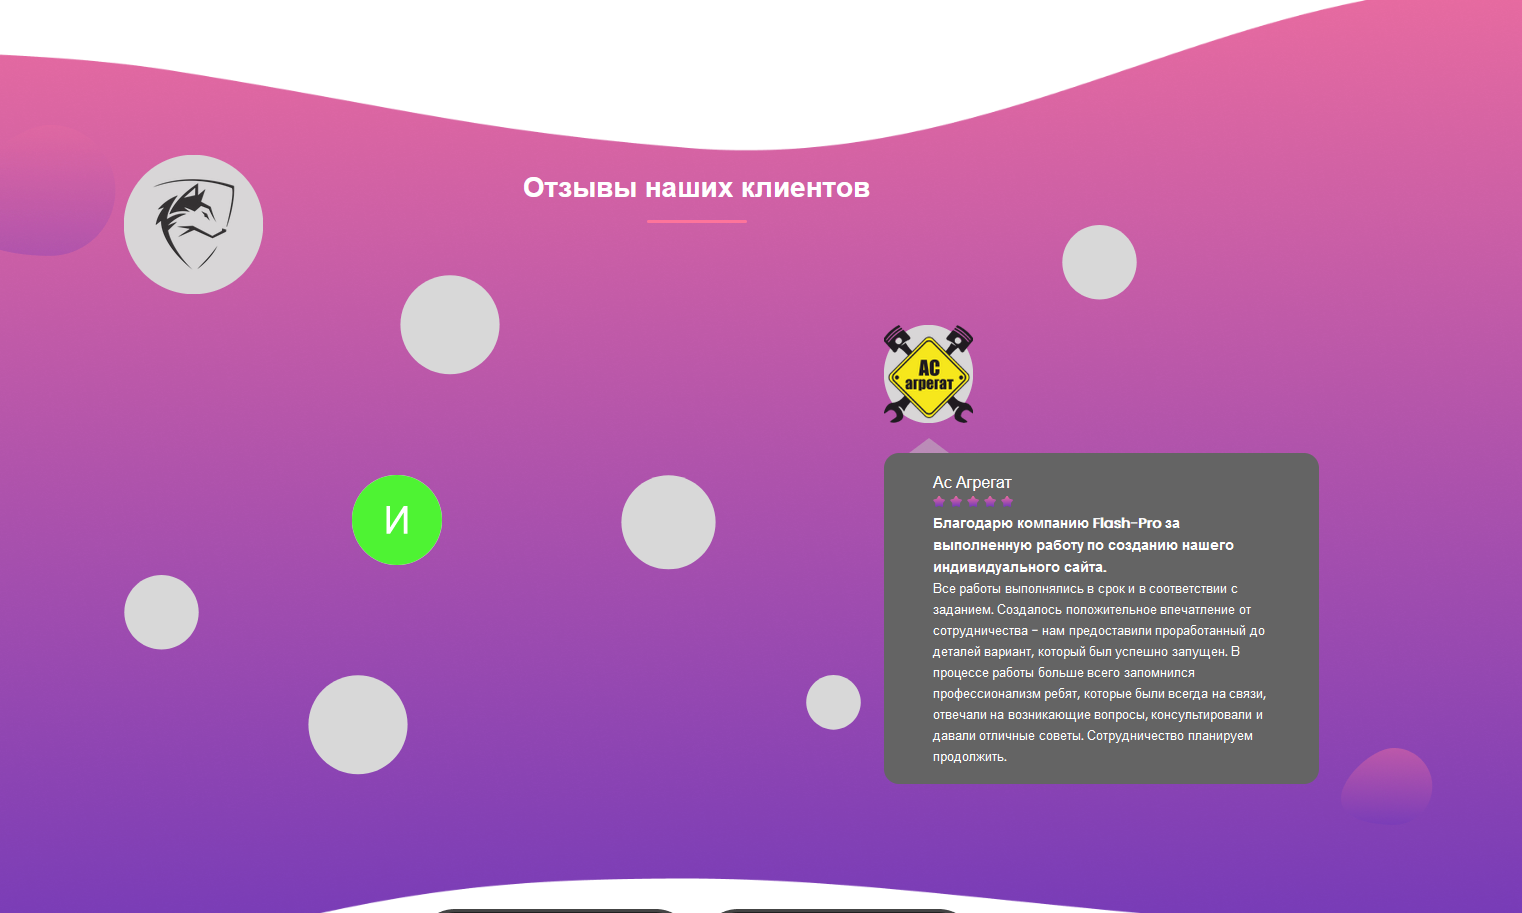 Отзывы наших клиентов
АС
агрегат
И
Ас Агрегат
Благодарю компанию Flash-Pro за
выполненную работу по созданию нашего
индивидуального сайта.
Все работы выполнялись в срок и в соответствии с
заданием. Создалось положительное впечатление от
сотрудничества - нам предоставили проработанный до
деталей вариант, который был успешно запущен. В
процессе работы больше всего запомнился
профессионализм ребят, которые были всегда на связи,
отвечали на возникающие вопросы, консультировали и
давали отличные советы. Сотрудничество планируем
продолжить.